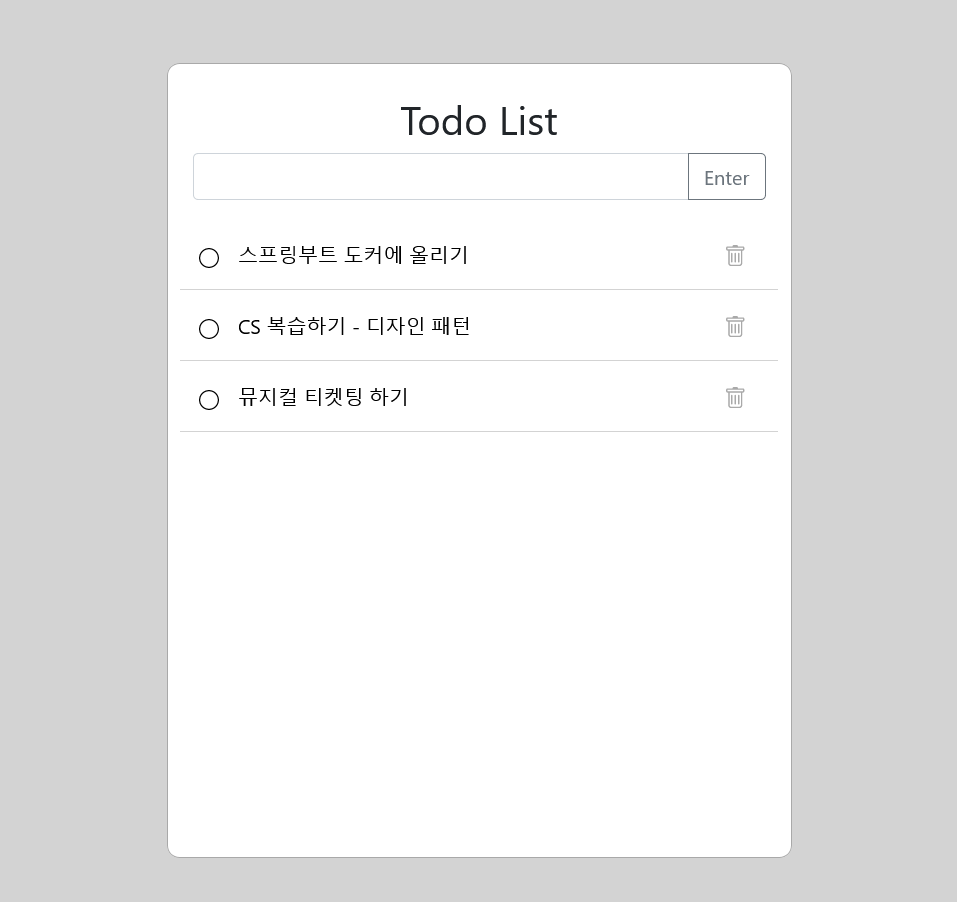 Todo List
Enter
스프링부트 도커에 올리기
CS 복습하기 - 디자인 패턴
뮤지컬 티켓팅 하기